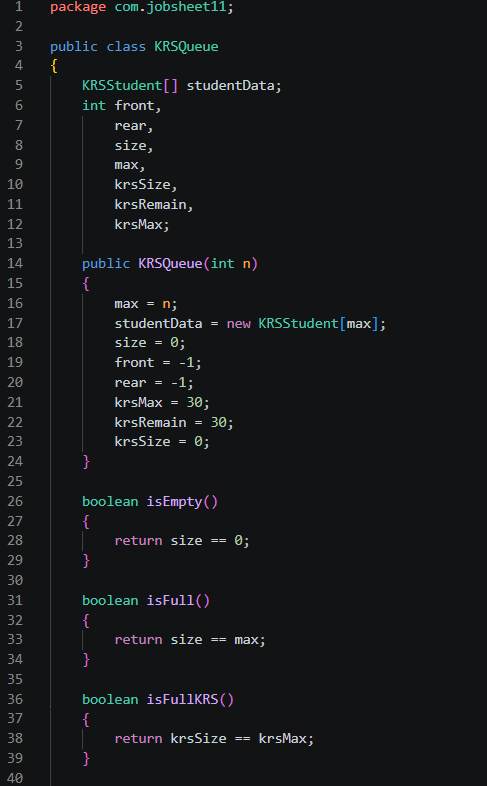 1 package com.jobsheet11;
2
3 public class KRSQueue
4 {
5     KRSStudent[] studentData;
6     int front,
7         rear,
8         size,
9         max,
10         krsSize,
11         krsRemain,
12         krsMax;
13
14     public KRSQueue(int n)
15     {
16         max = n;
17         studentData = new KRSStudent[max];
18         size = 0;
19         front = -1;
20         rear = -1;
21         krsMax = 30;
22         krsRemain = 30;
23         krsSize = 0;
24     }
25
26     boolean isEmpty()
27     {
28         return size == 0;
29     }
30
31     boolean isFull()
32     {
33         return size == max;
34     }
35
36     boolean isFullKRS()
37     {
38         return krsSize == krsMax;
39     }
40